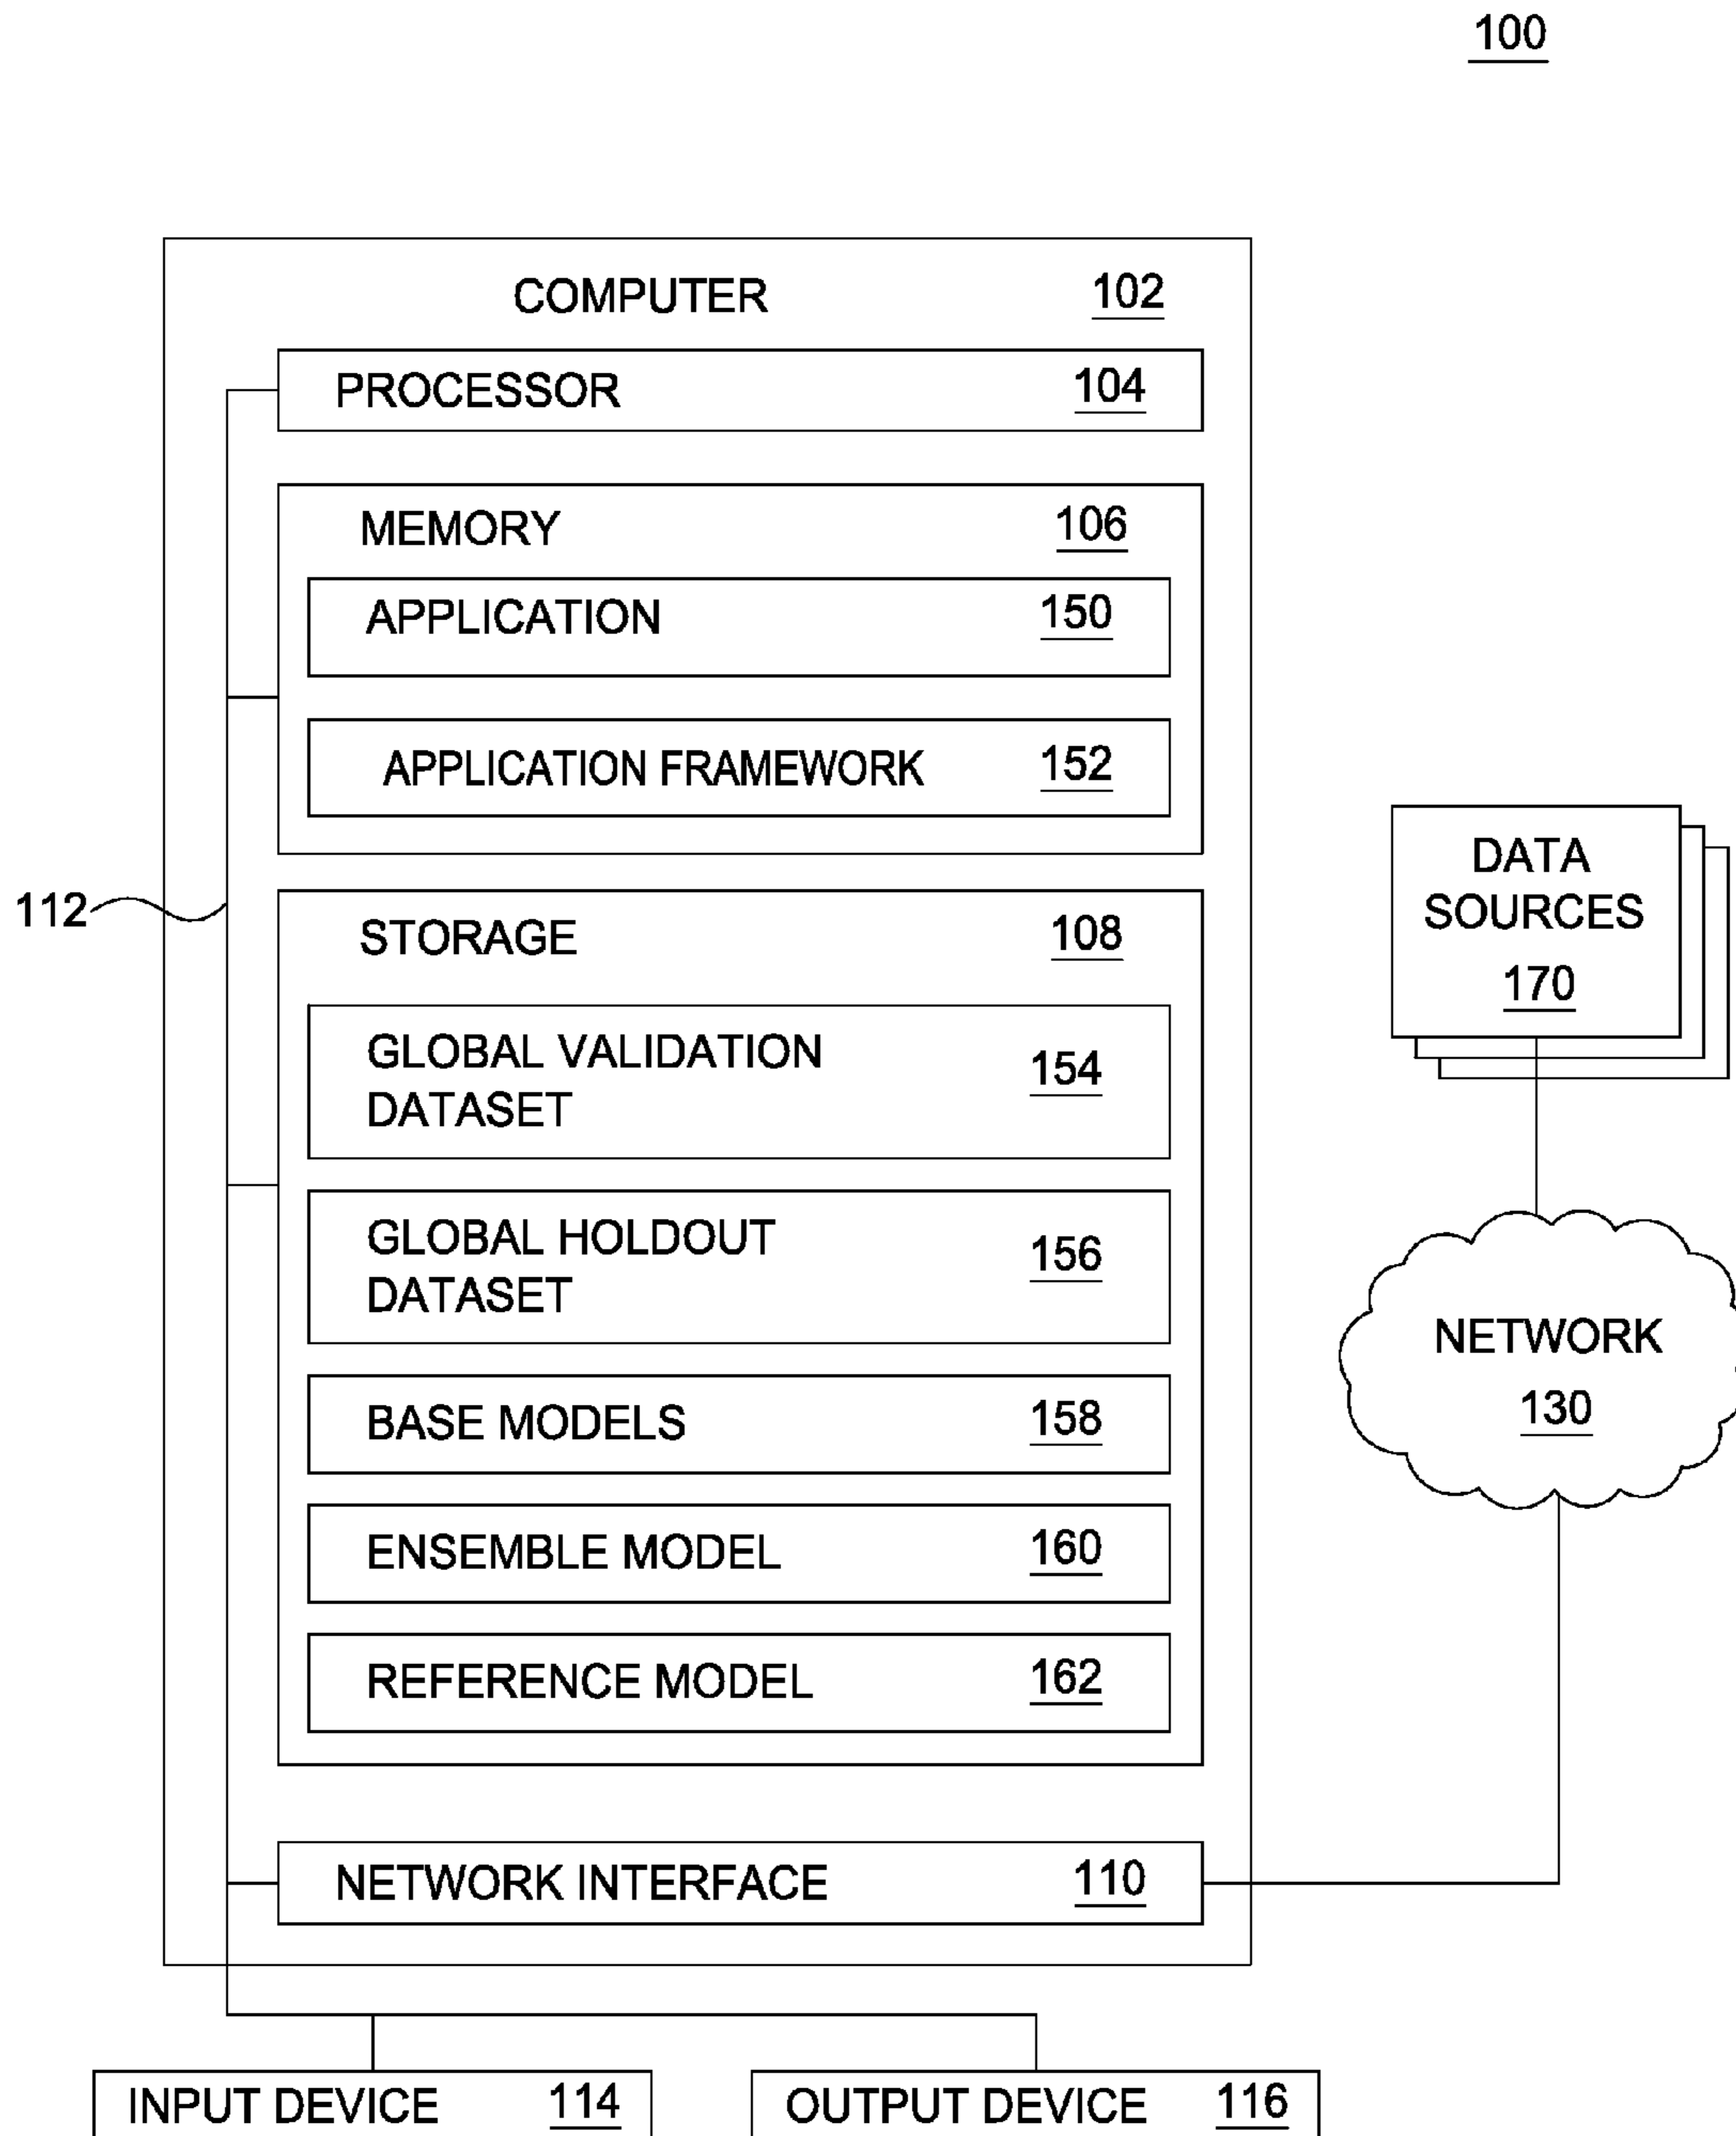 100
COMPUTER 102
PROCESSOR 104
MEMORY 106
APPLICATION 150
APPLICATION FRAMEWORK 152
112
STORAGE 108
GLOBAL VALIDATION
DATASET
154
GLOBAL HOLDOUT
DATASET
156
BASE MODELS 158
ENSEMBLE MODEL 160
REFERENCE MODEL 162
NETWORK INTERFACE 110
DATA
SOURCES
170
NETWORK
130
INPUT DEVICE 114
OUTPUT DEVICE 116